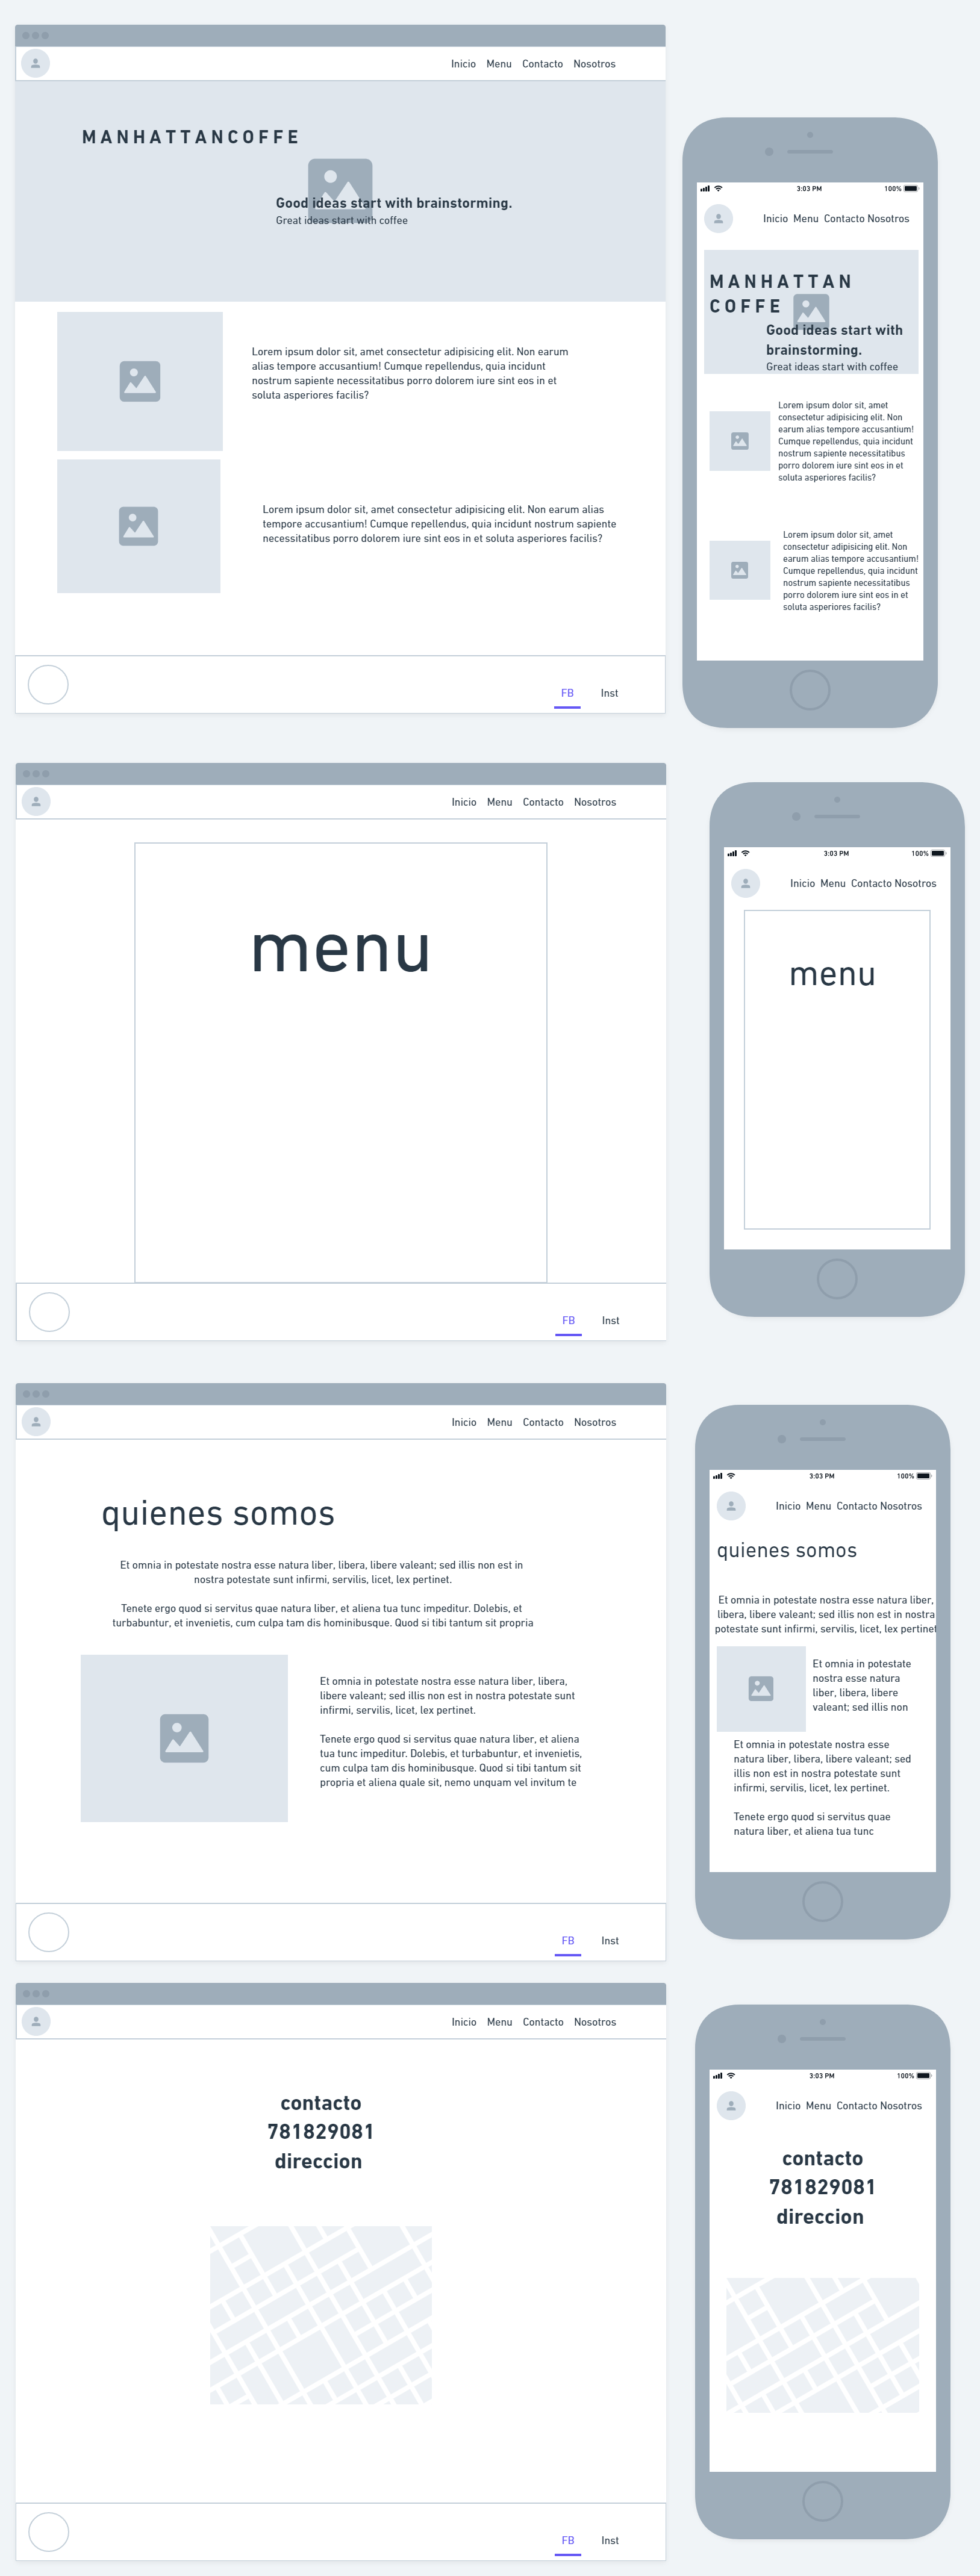 Inicio Menu Contacto Nosotros
MANHATTANCOFFE
Good ideas start with brainstorming.
Great ideas start with coffee
Lorem ipsum dolor sit, amet consectetur adipisicing elit. Non earum
alias tempore accusantium! Cumque repellendus, quia incidunt
nostrum sapiente necessitatibus porro dolorem iure sint eos in et
soluta asperiores facilis?
Lorem ipsum dolor sit, amet consectetur adipisicing elit. Non earum alias
tempore accusantium! Cumque repellendus, quia incidunt nostrum sapiente
necessitatibus porro dolorem iure sint eos in et soluta asperiores facilis?
FB Inst
3:03 PM 100%
Inicio Menu Contacto Nosotros
MANHATTAN
COFFE
Good ideas start with
brainstorming.
Great ideas start with coffee
Lorem ipsum dolor sit, amet
consectetur adipisicing elit. Non
earum alias tempore accusantium!
Cumque repellendus, quia incidunt
nostrum sapiente necessitatibus
porro dolorem iure sint eos in et
soluta asperiores facilis?
Lorem ipsum dolor sit, amet
consectetur adipisicing elit. Non
earum alias tempore accusantium!
Cumque repellendus, quia incidunt
nostrum sapiente necessitatibus
porro dolorem iure sint eos in et
soluta asperiores facilis?
Inicio Menu Contacto Nosotros
menu
FB Inst
3:03 PM 100%
Inicio Menu Contacto Nosotros
menu
Inicio Menu Contacto Nosotros
quienes somos
Et omnia in potestate nostra esse natura liber, libera, libere valeant; sed illis non est in
nostra potestate sunt infirmi, servilis, licet, lex pertinet.
Tenete ergo quod si servitus quae natura liber, et aliena tua tunc impeditur. Dolebis, et
turbabuntur, et invenietis, cum culpa tam dis hominibusque. Quod si tibi tantum sit propria
Et omnia in potestate nostra esse natura liber, libera,
libere valeant; sed illis non est in nostra potestate sunt
infirmi, servilis, licet, lex pertinet.
Tenete ergo quod si servitus quae natura liber, et aliena
tua tunc impeditur. Dolebis, et turbabuntur, et invenietis,
cum culpa tam dis hominibusque. Quod si tibi tantum sit
propria et aliena quale sit, nemo unquam vel invitum te
FB Inst
3:03 PM 100%
Inicio Menu Contacto Nosotros
quienes somos
Et omnia in potestate nostra esse natura liber,
libera, libere valeant; sed illis non est in nostra
potestate sunt infirmi, servilis, licet, lex pertinet
Et omnia in potestate
nostra esse natura
liber, libera, libere
valeant; sed illis non
Et omnia in potestate nostra esse
natura liber, libera, libere valeant; sed
illis non est in nostra potestate sunt
infirmi, servilis, licet, lex pertinet.
Tenete ergo quod si servitus quae
natura liber, et aliena tua tunc
Inicio Menu Contacto Nosotros
contacto
781829081
direccion
FB Inst
3:03 PM 100%
Inicio Menu Contacto Nosotros
contacto
781829081
direccion